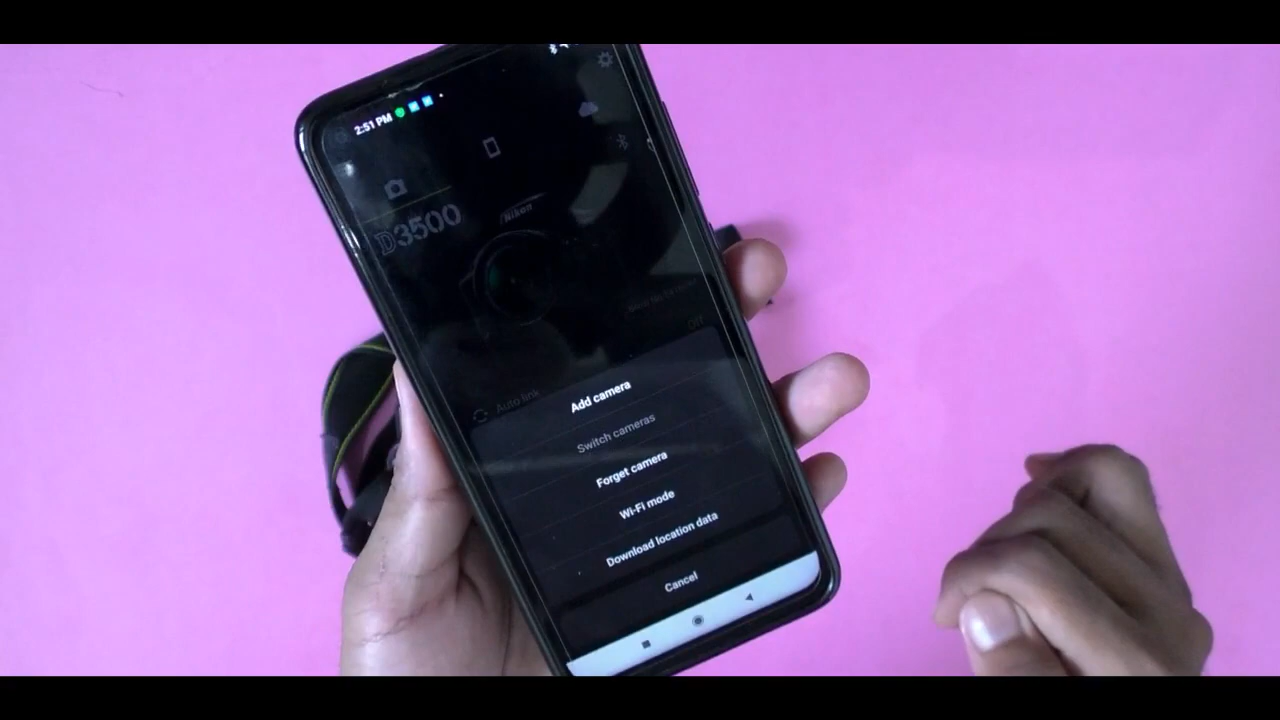 2:51 PM
D3500
Nikon
Off
Auto link
Add camera
Switch cameras
Forget camera
Wi-Fi mode
Download location data
Cancel